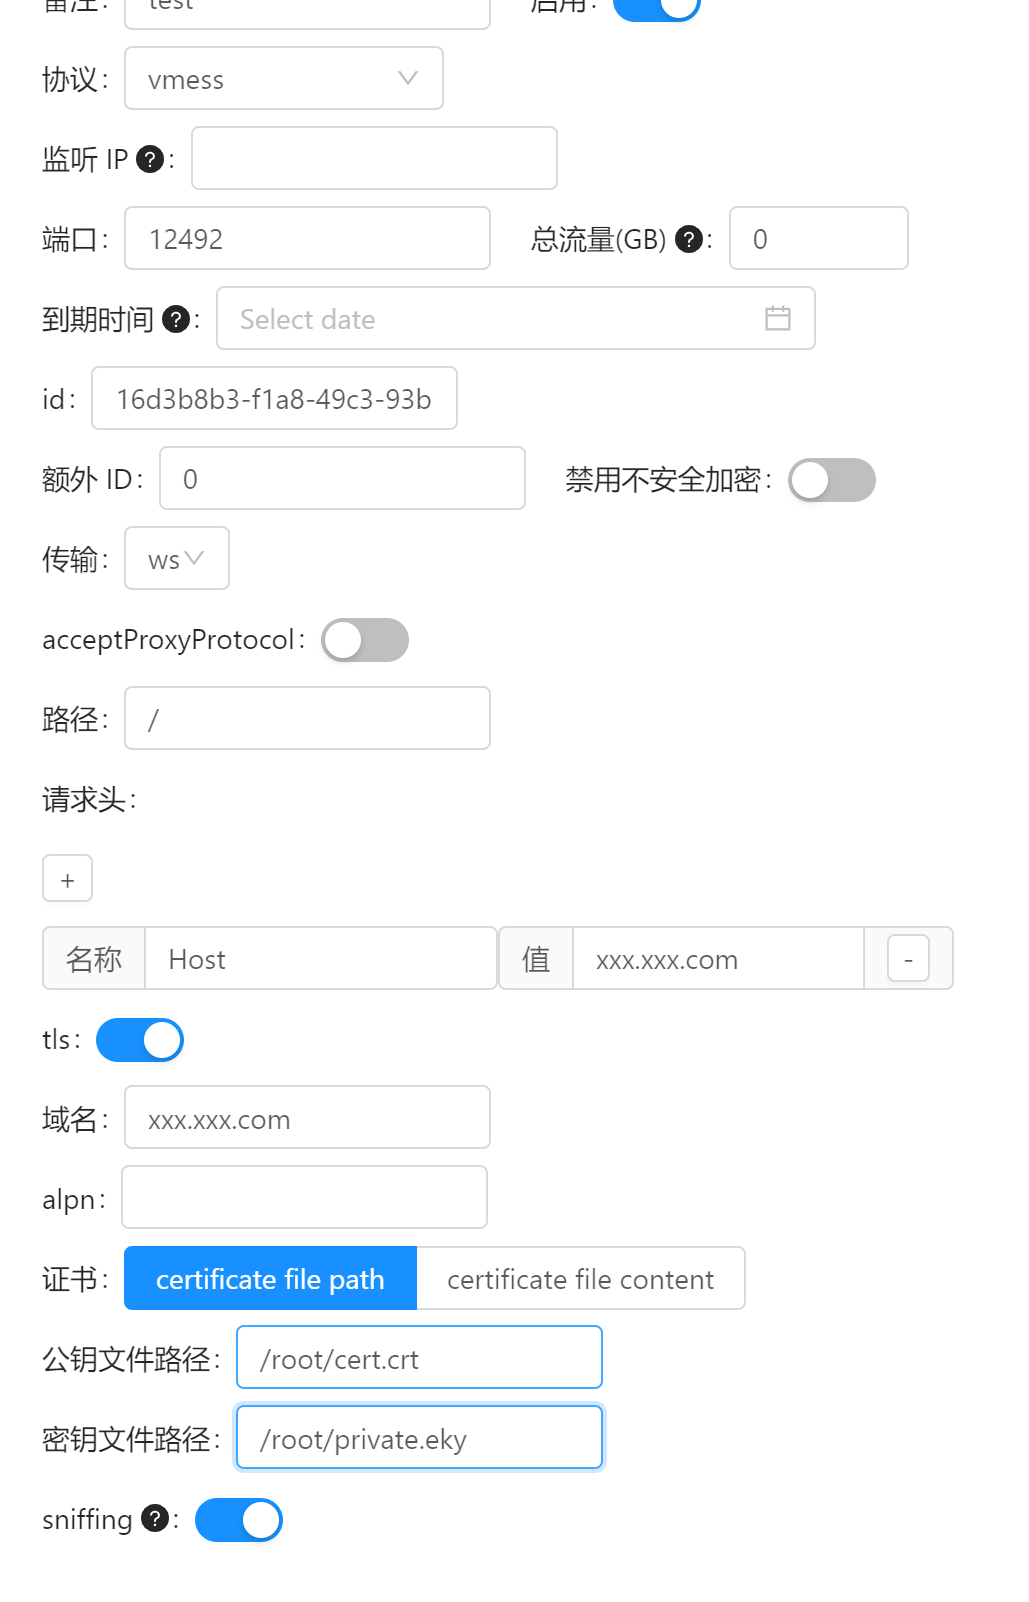 备注: test 启用:
协议: vmess
监听 IP ? :
端口: 12492 总流量(GB) ? : 0
到期时间 ? : Select date
id: 16d3b8b3-f1a8-49c3-93b
额外 ID: 0 禁用不安全加密:
传输: ws
acceptProxyProtocol:
路径: /
请求头:
+
名称 Host 值 xxx.xxx.com -
tls:
域名: xxx.xxx.com
alpn:
证书: certificate file path certificate file content
公钥文件路径: /root/cert.crt
密钥文件路径: /root/private.eky
sniffing ? :